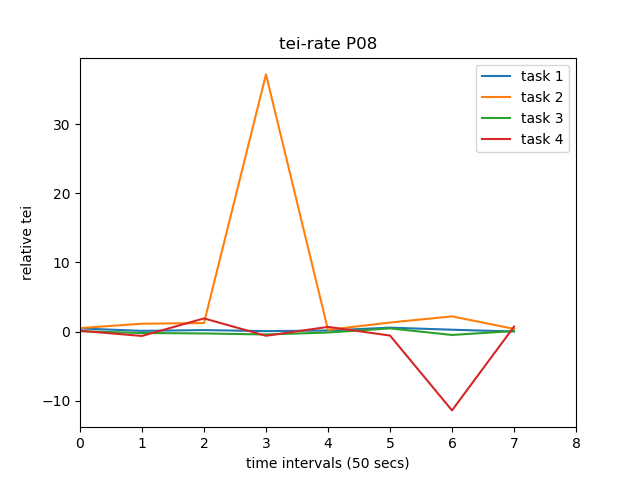 tei-rate P08
task 1
task 2
task 3
task 4
relative tei
30
20
10
0
−10
0 1 2 3 4 5 6 7 8
time intervals (50 secs)